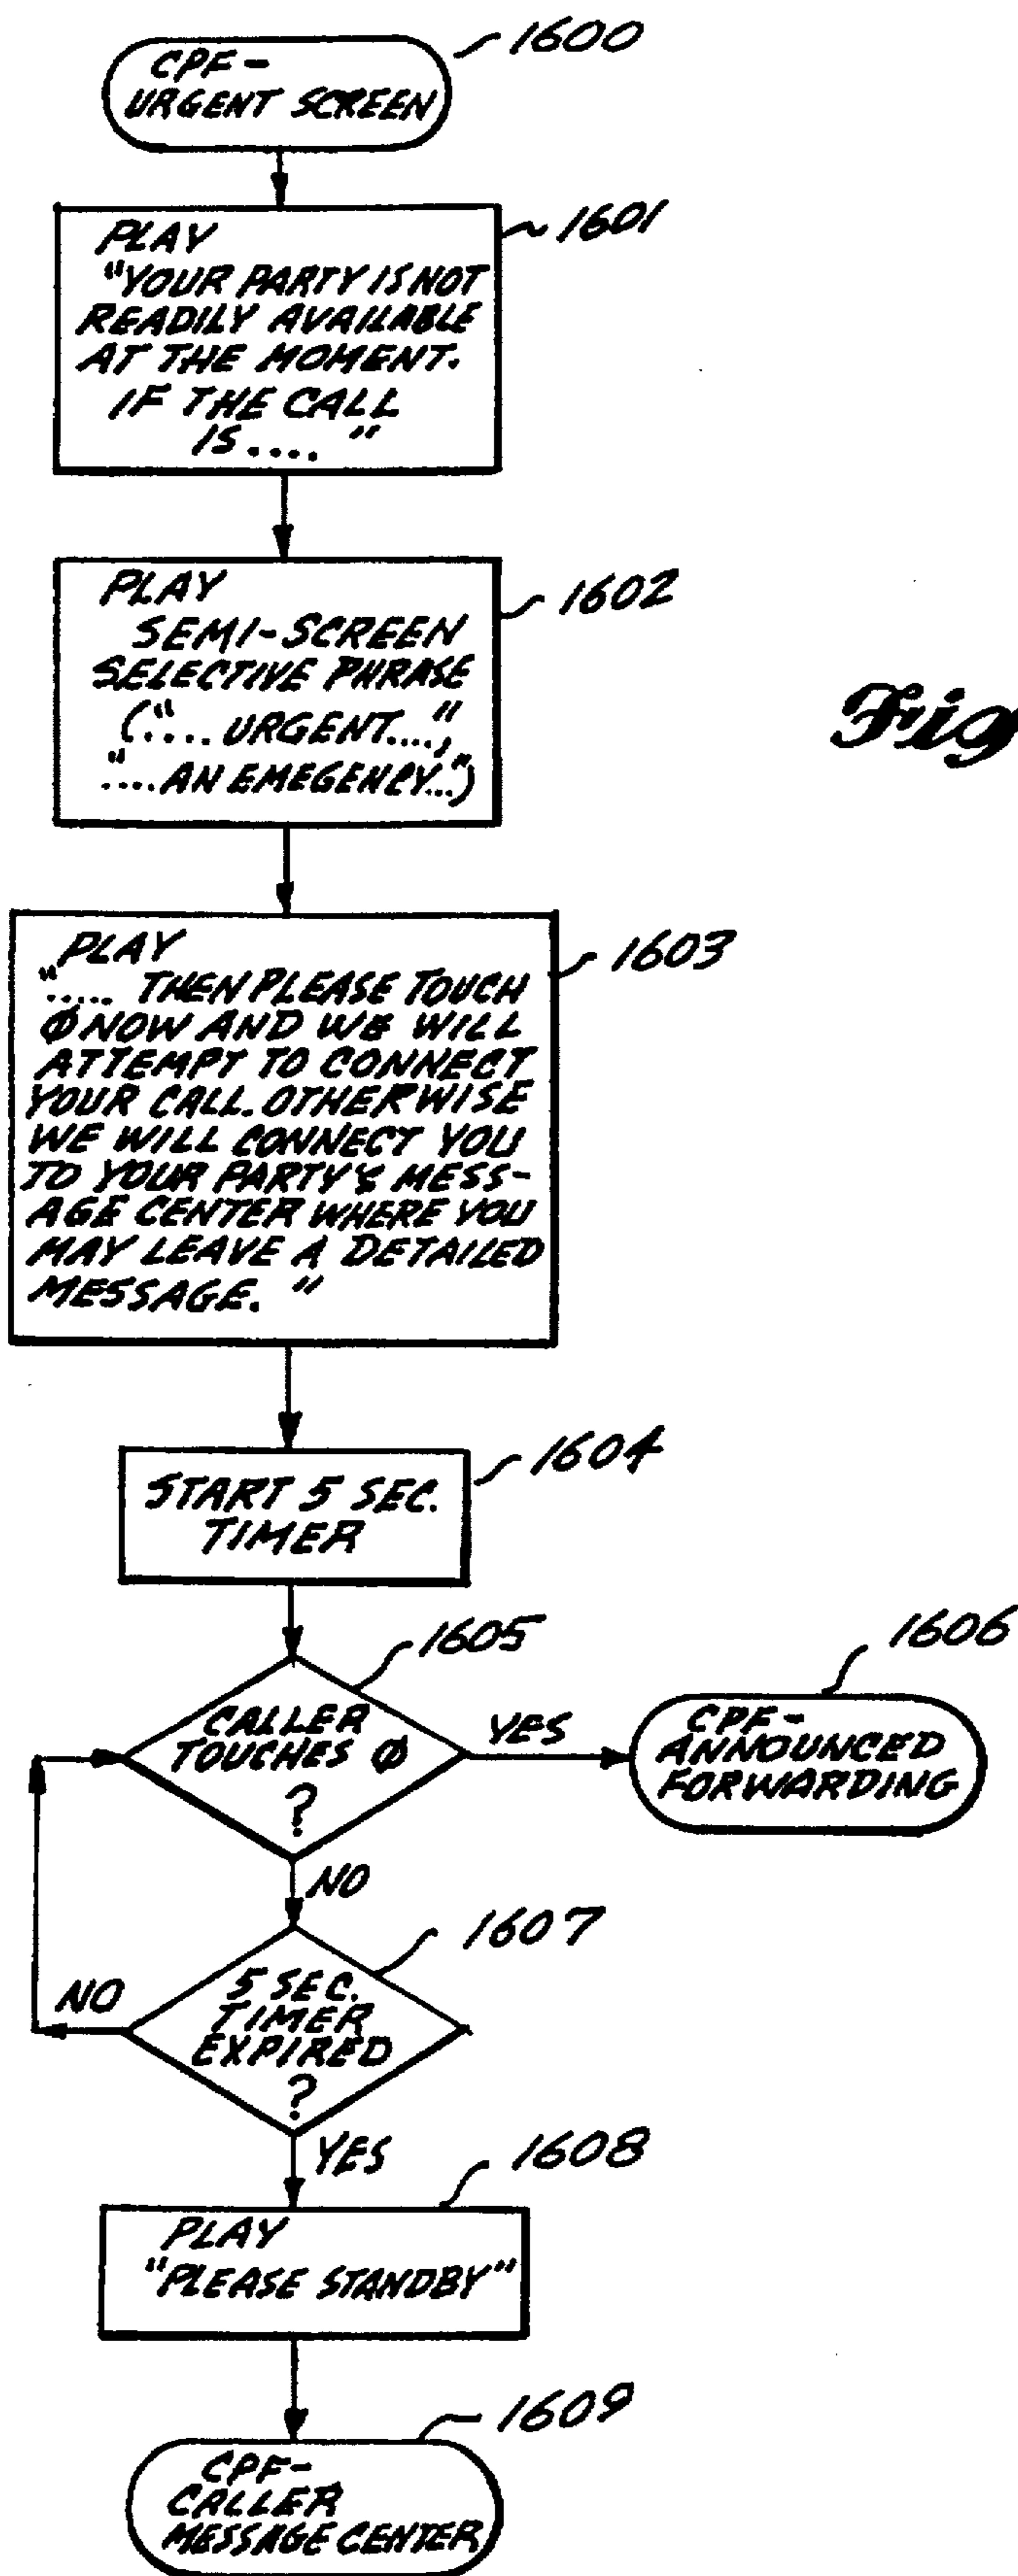 1600
CPF-
URGENT SCREEN
1601
PLAY
"YOUR PARTY IS NOT
READILY AVAILABLE
AT THE MOMENT.
IF THE CALL
IS...."
1602
PLAY
SEMI-SCREEN
SELECTIVE PHRASE
(".... URGENT....",
"....AN EMEGENCY...")
Fig
1603
PLAY
"..... THEN PLEASE TOUCH
Ø NOW AND WE WILL
ATTEMPT TO CONNECT
YOUR CALL. OTHERWISE
WE WILL CONNECT YOU
TO YOUR PARTY'S MESS-
AGE CENTER WHERE YOU
MAY LEAVE A DETAILED
MESSAGE."
1604
START 5 SEC.
TIMER
1605
CALLER
TOUCHES Ø
?
YES
1606
CPF-
ANNOUNCED
FORWARDING
NO
1607
5 SEC.
TIMER
EXPIRED
?
NO
YES
1608
PLAY
"PLEASE STANDBY"
1609
CPF-
CALLER
MESSAGE CENTER